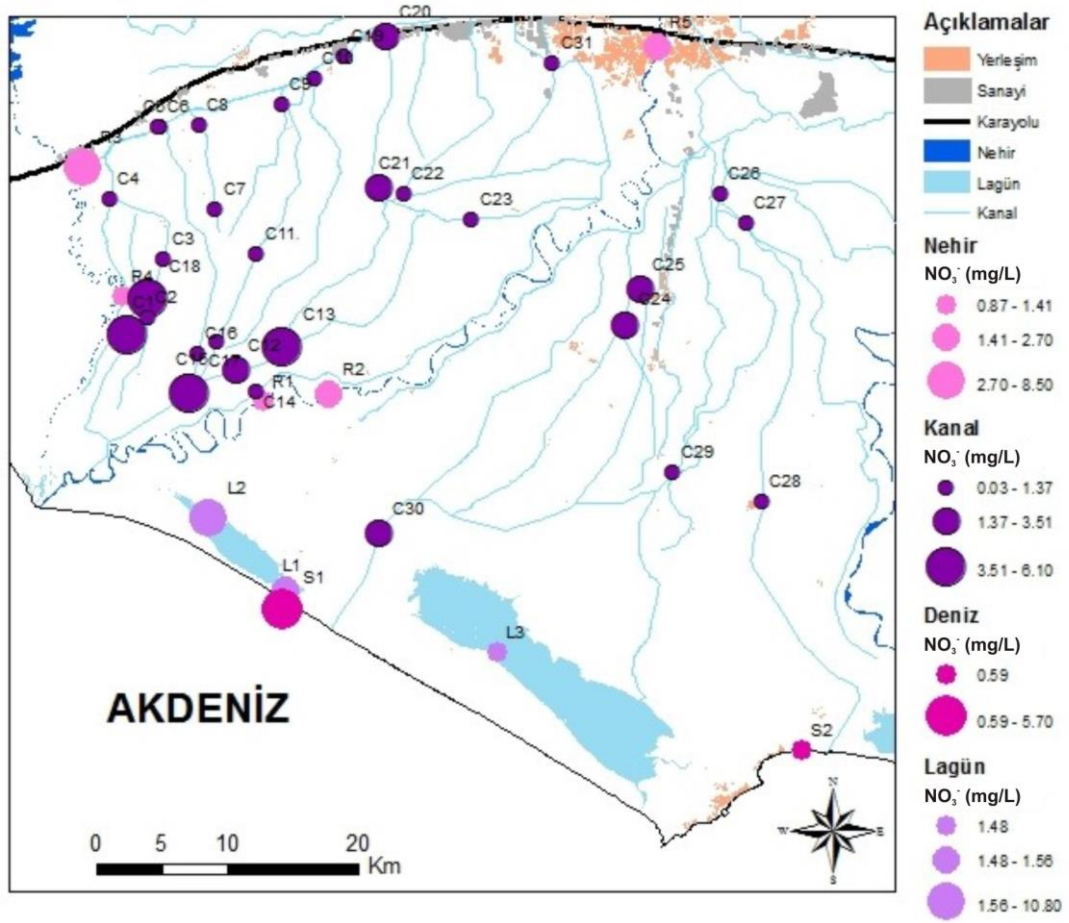 C20
R5
C19
C31
C10
C9
C5
C6
C8
R3
C21
C22
C26
C4
C7
C23
C27
C3
C11
C18
R4
C25
C1
C2
C24
C13
C16
C12
C15
C17
R1
R2
C14
C29
C28
L2
C30
L1
S1
L3
AKDENİZ
S2
N
W
E
S
0 5 10 20
Km
Açıklamalar
Yerleşim
Sanayi
Karayolu
Nehir
Lagün
Kanal
Nehir
NO₃⁻ (mg/L)
0.87 - 1.41
1.41 - 2.70
2.70 - 8.50
Kanal
NO₃⁻ (mg/L)
0.03 - 1.37
1.37 - 3.51
3.51 - 6.10
Deniz
NO₃⁻ (mg/L)
0.59
0.59 - 5.70
Lagün
NO₃⁻ (mg/L)
1.48
1.48 - 1.56
1.56 - 10.80